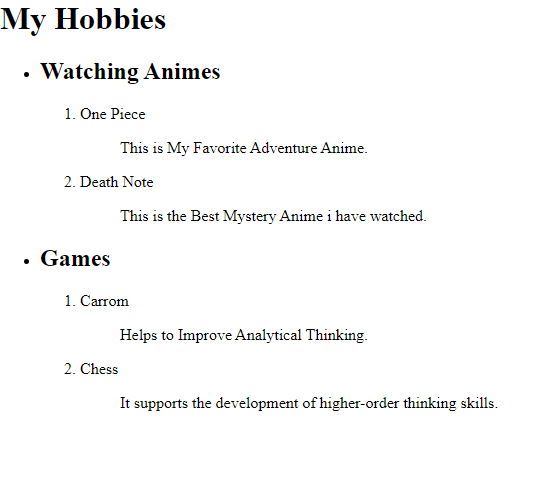 My Hobbies
• Watching Animes
1. One Piece
This is My Favorite Adventure Anime.
2. Death Note
This is the Best Mystery Anime i have watched.
• Games
1. Carrom
Helps to Improve Analytical Thinking.
2. Chess
It supports the development of higher-order thinking skills.